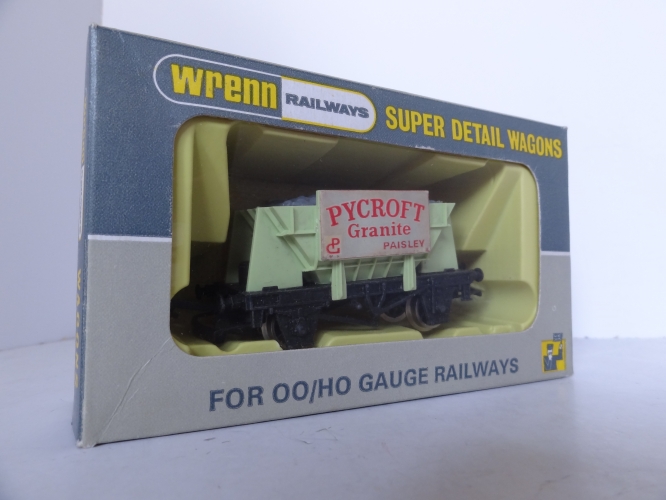 Wrenn RAILWAYS
SUPER DETAIL WAGONS
PYCROFT
Granite
PAISLEY
FOR OO/HO GAUGE RAILWAYS